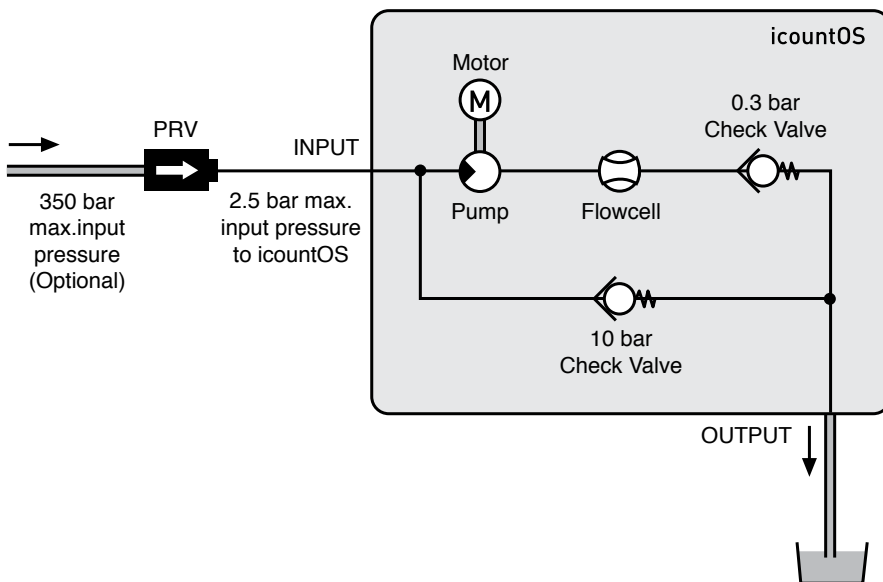 icountOS
Motor
M
0.3 bar
Check Valve
PRV
INPUT
350 bar
max.input
pressure
(Optional)
2.5 bar max.
input pressure
to icountOS
Pump
Flowcell
10 bar
Check Valve
OUTPUT